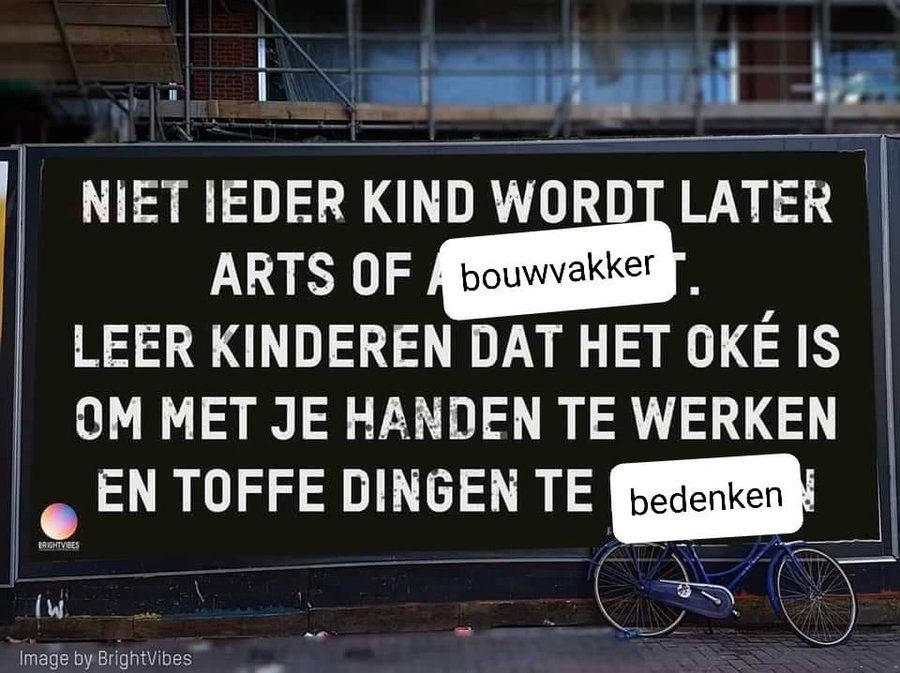 NIET IEDER KIND WORDT LATER
ARTS OF A bouwvakker T.
LEER KINDEREN DAT HET OKÉ IS
OM MET JE HANDEN TE WERKEN
EN TOFFE DINGEN TE bedenken N
BRIGHTVIBES
Image by BrightVibes